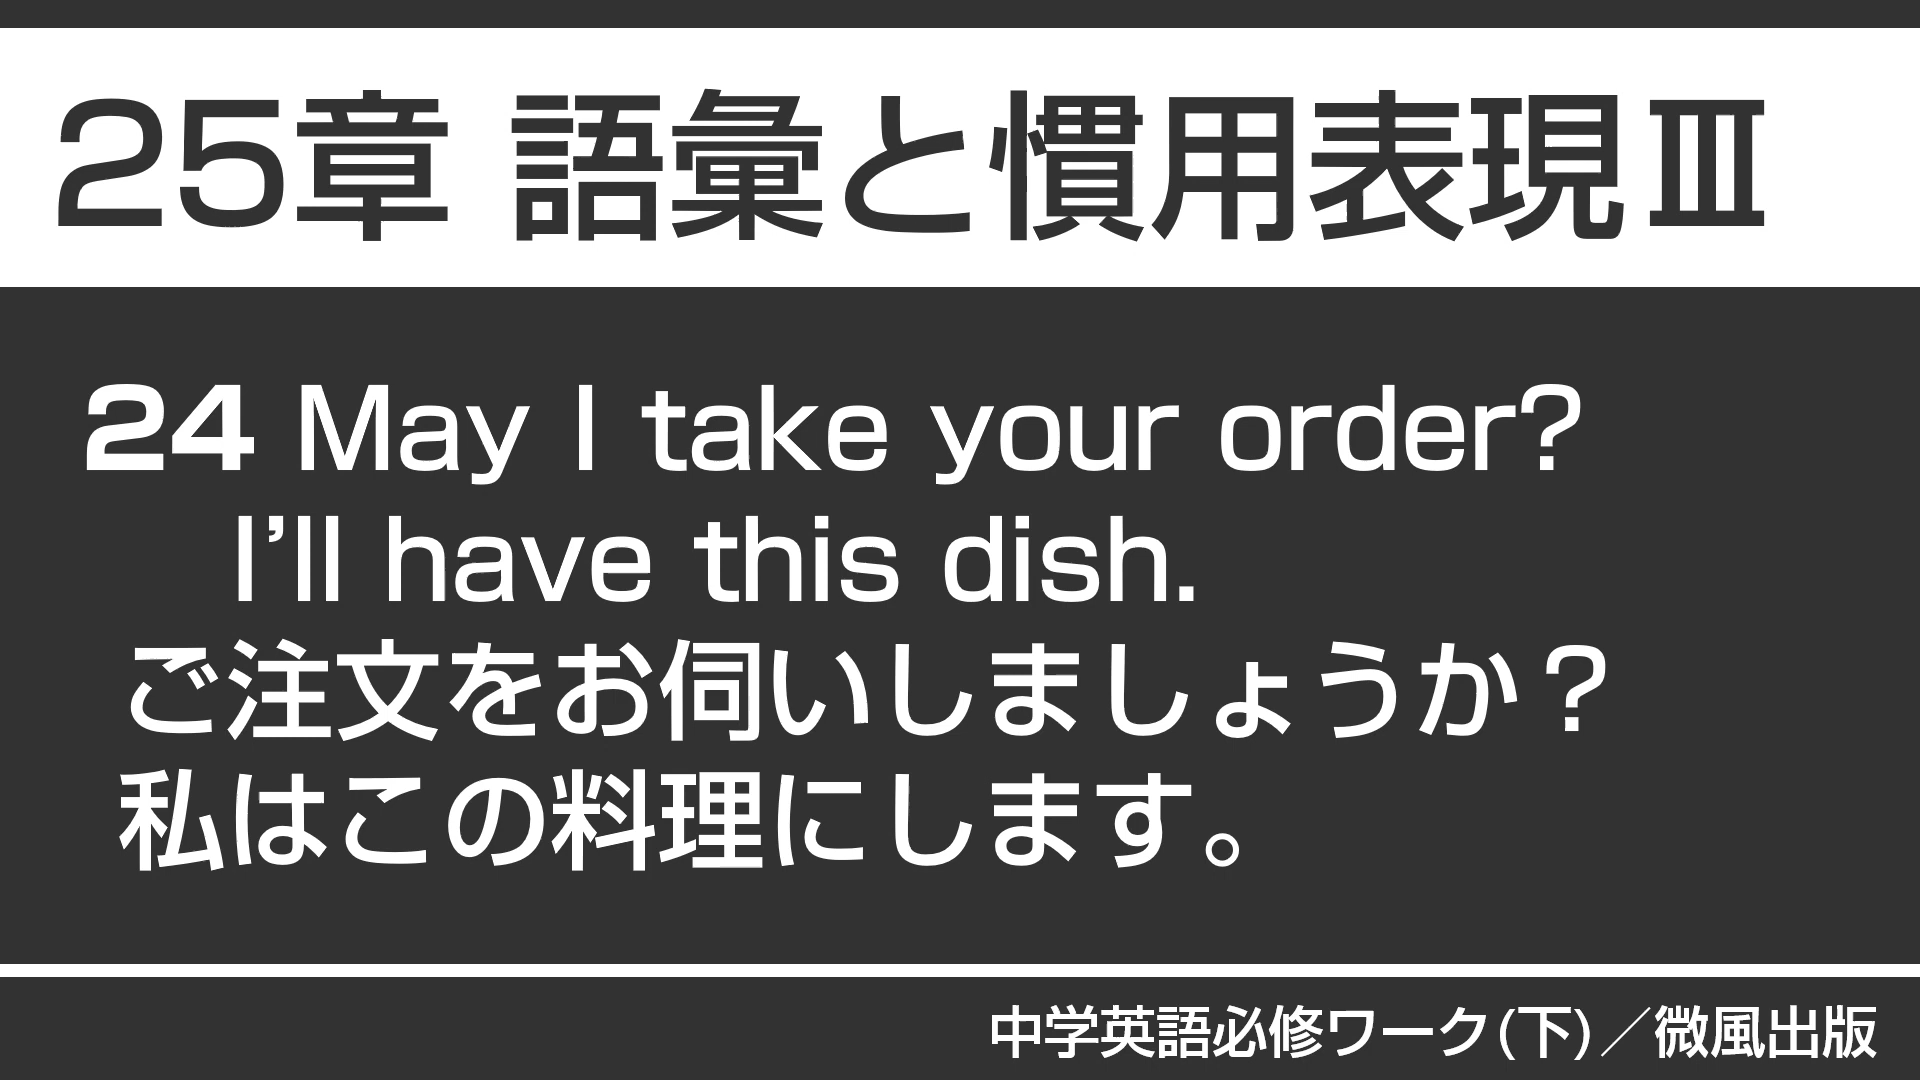 25章 語彙と慣用表現Ⅲ
24 May I take your order?
I’ll have this dish.
ご注文をお伺いしましょうか？
私はこの料理にします。
中学英語必修ワーク(下)／微風出版